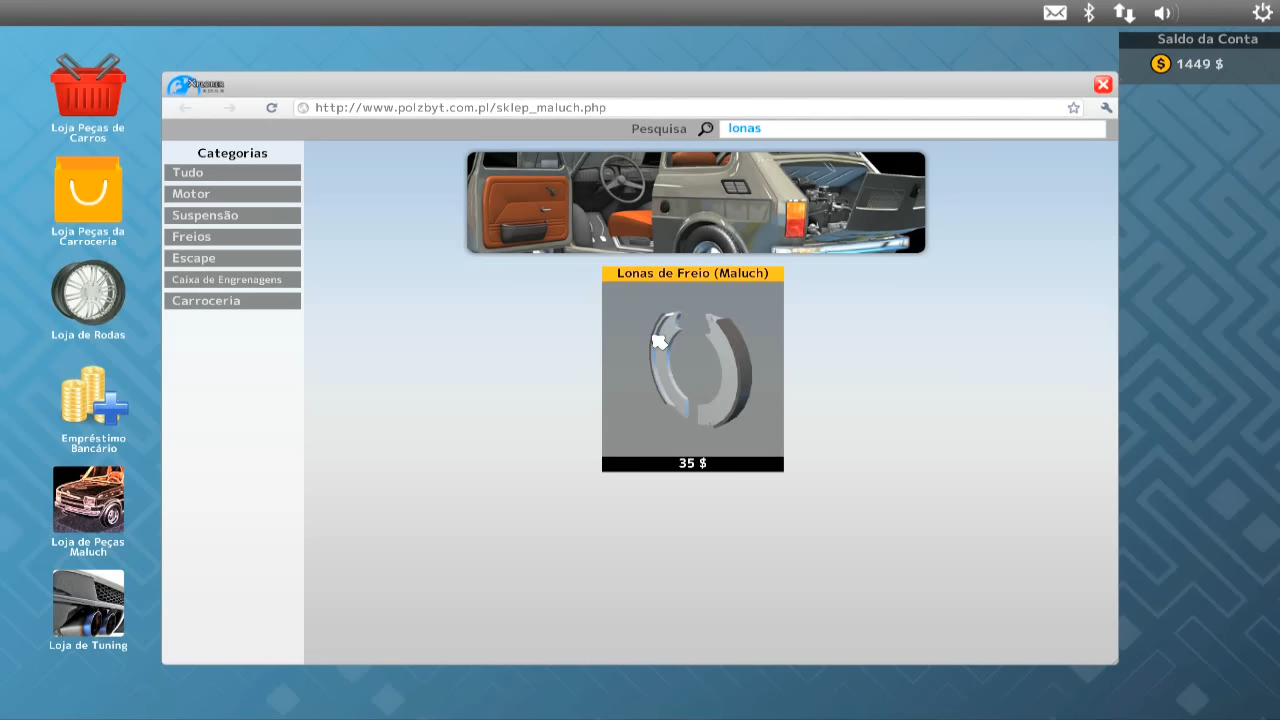 Saldo da Conta
$ 1449 $
Loja Peças de
Carros
Loja Peças da
Carroceria
Loja de Rodas
Empréstimo
Bancário
Loja de Peças
Maluch
Loja de Tuning
XPLORER
http://www.polzbyt.com.pl/sklep_maluch.php
Pesquisa lonas
Categorias
Tudo
Motor
Suspensão
Freios
Escape
Caixa de Engrenagens
Carroceria
Lonas de Freio (Maluch)
35 $